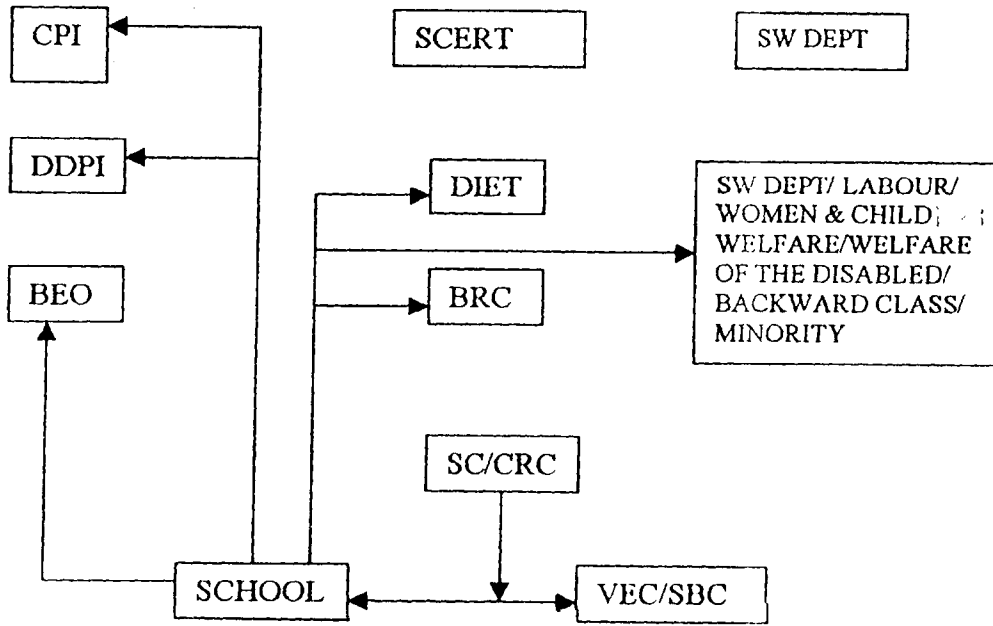 CPI
SCERT
SW DEPT
DDPI
DIET
SW DEPT/ LABOUR/
WOMEN & CHILD
WELFARE/WELFARE
OF THE DISABLED/
BACKWARD CLASS/
MINORITY
BEO
BRC
SC/CRC
SCHOOL
VEC/SBC